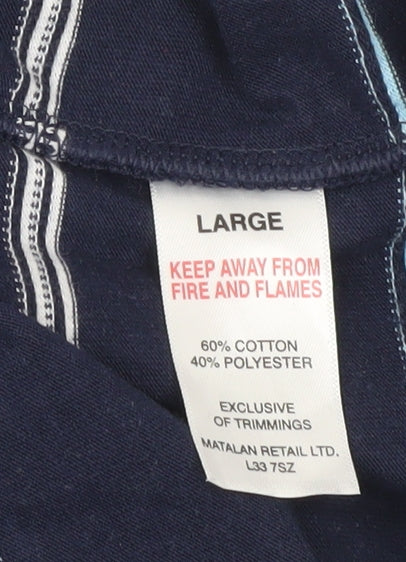 LARGE
KEEP AWAY FROM
FIRE AND FLAMES
60% COTTON
40% POLYESTER
EXCLUSIVE
OF TRIMMINGS
MATALAN RETAIL LTD.
L33 7SZ